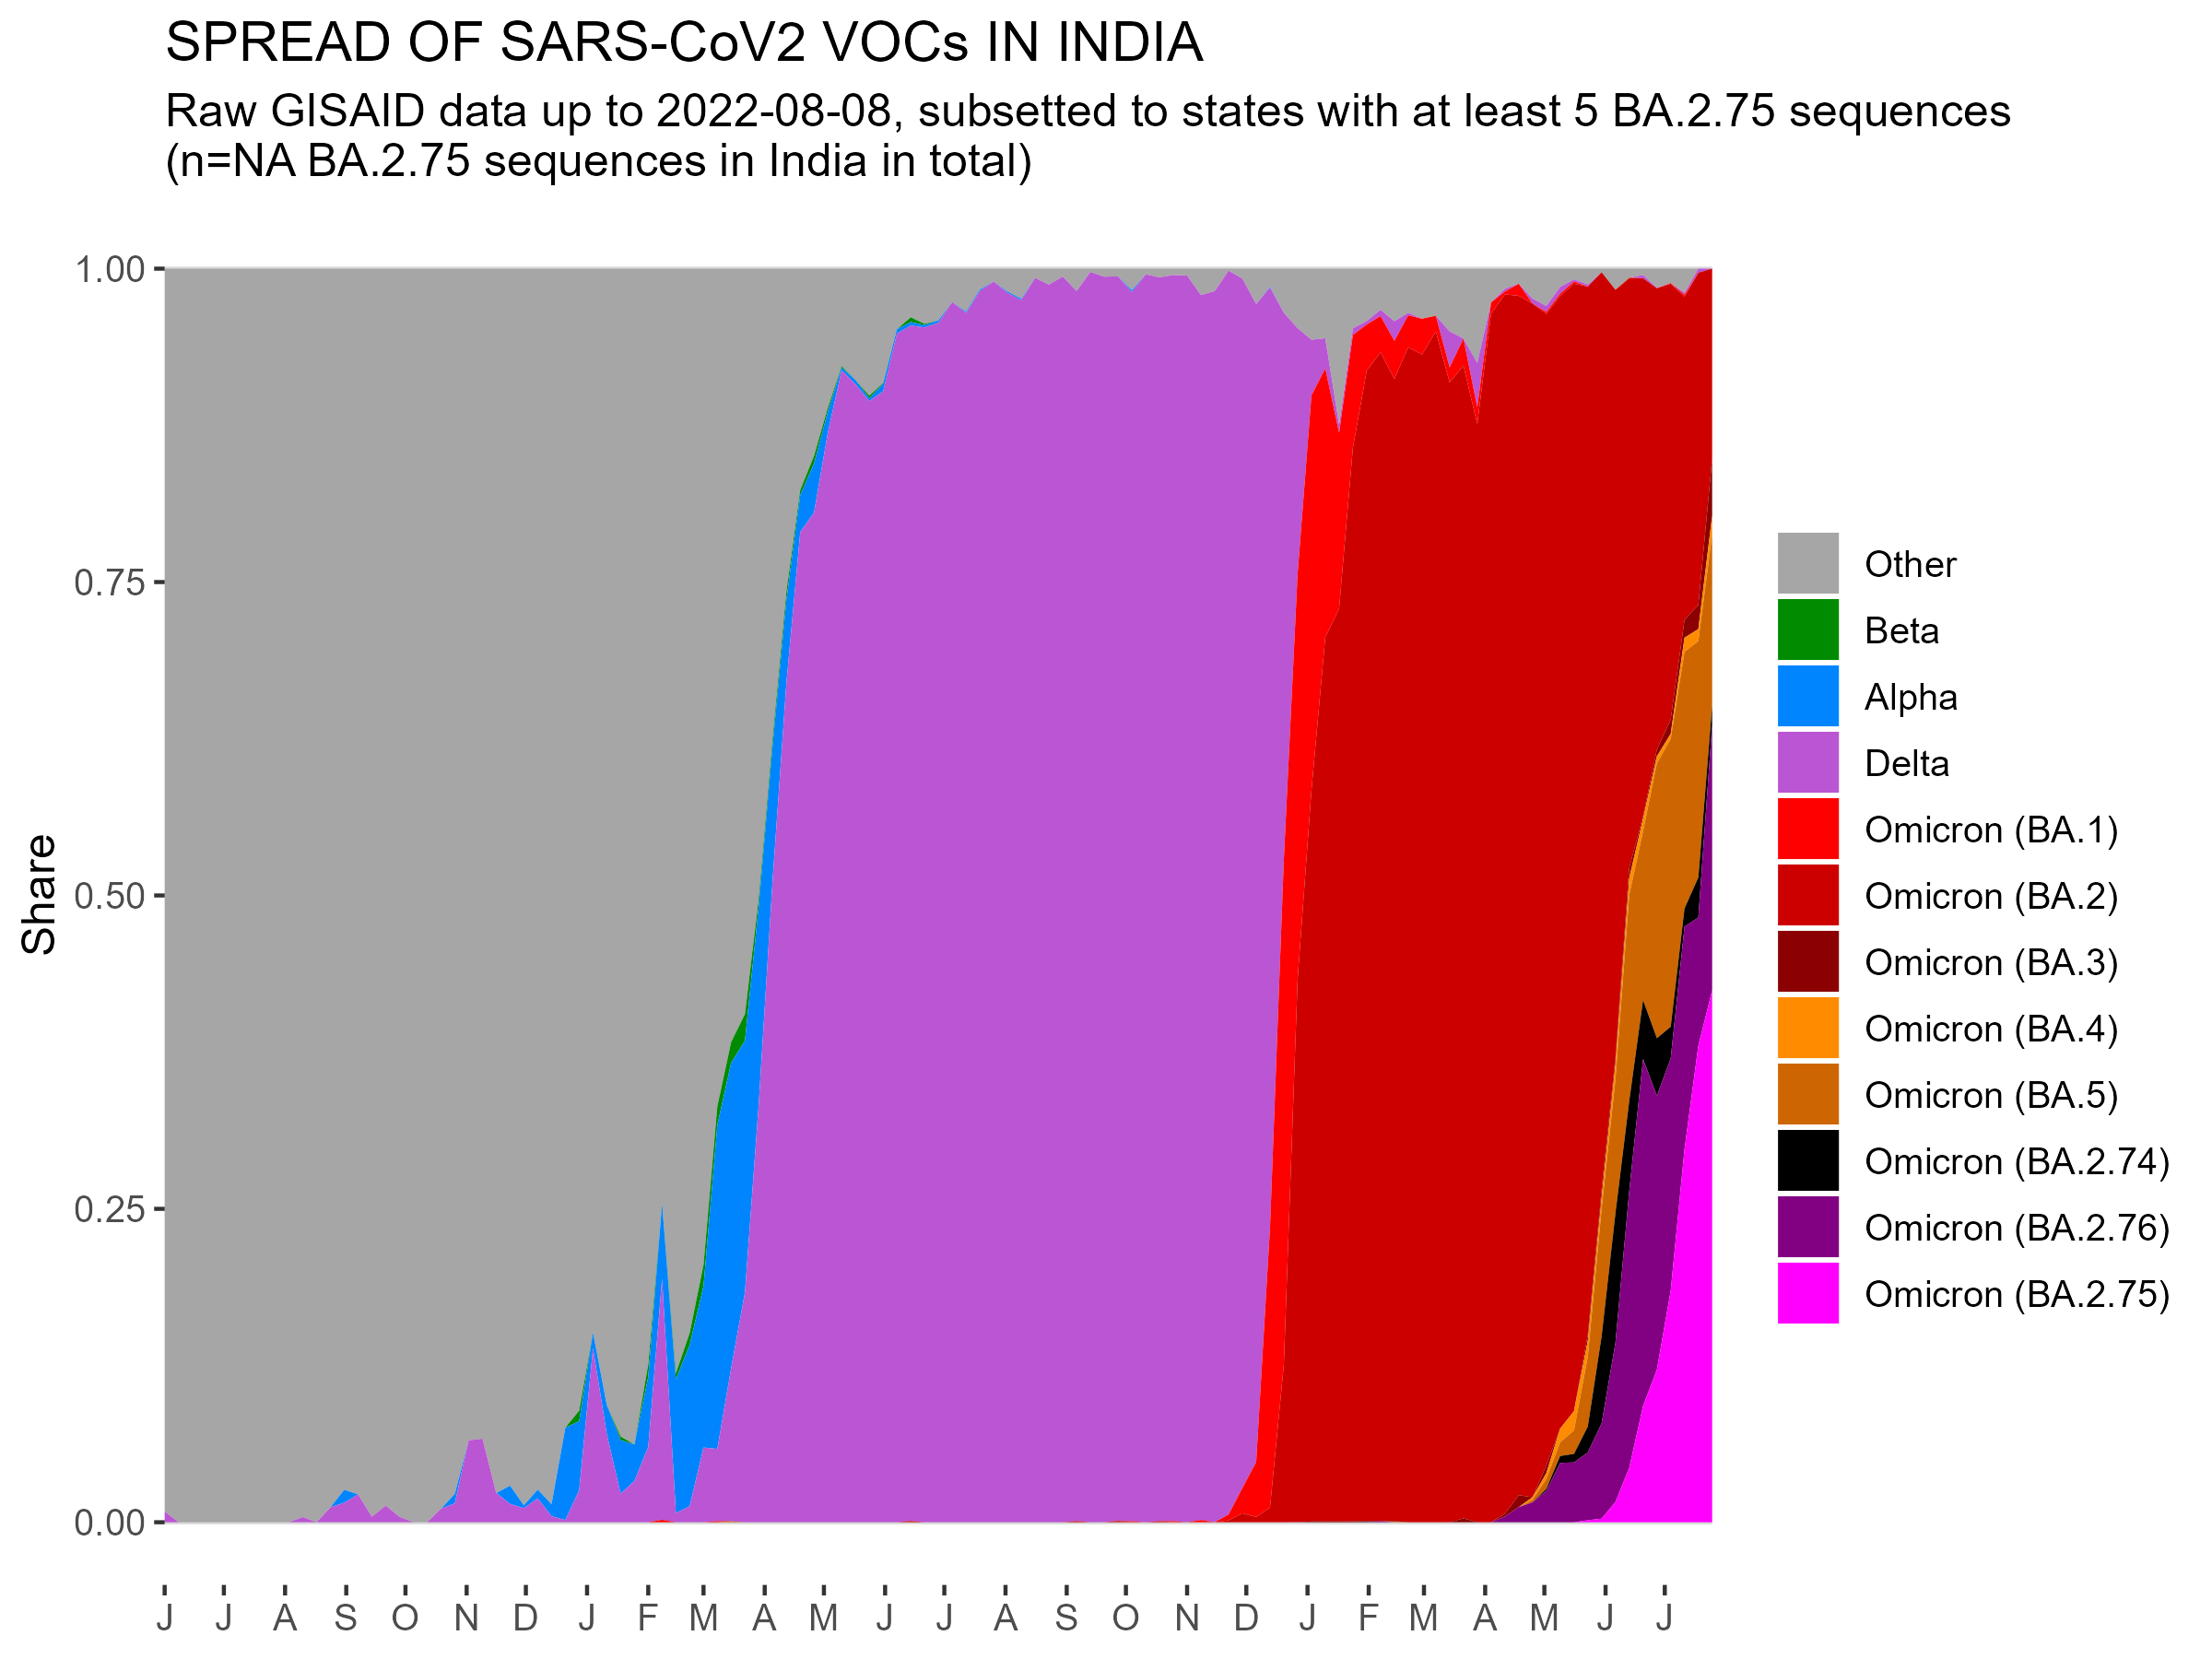 SPREAD OF SARS-CoV2 VOCs IN INDIA
Raw GISAID data up to 2022-08-08, subsetted to states with at least 5 BA.2.75 sequences
(n=NA BA.2.75 sequences in India in total)
1.00
0.75
0.50
0.25
0.00
Share
J J A S O N D J F M A M J J A S O N D J F M A M J J
Other
Beta
Alpha
Delta
Omicron (BA.1)
Omicron (BA.2)
Omicron (BA.3)
Omicron (BA.4)
Omicron (BA.5)
Omicron (BA.2.74)
Omicron (BA.2.76)
Omicron (BA.2.75)